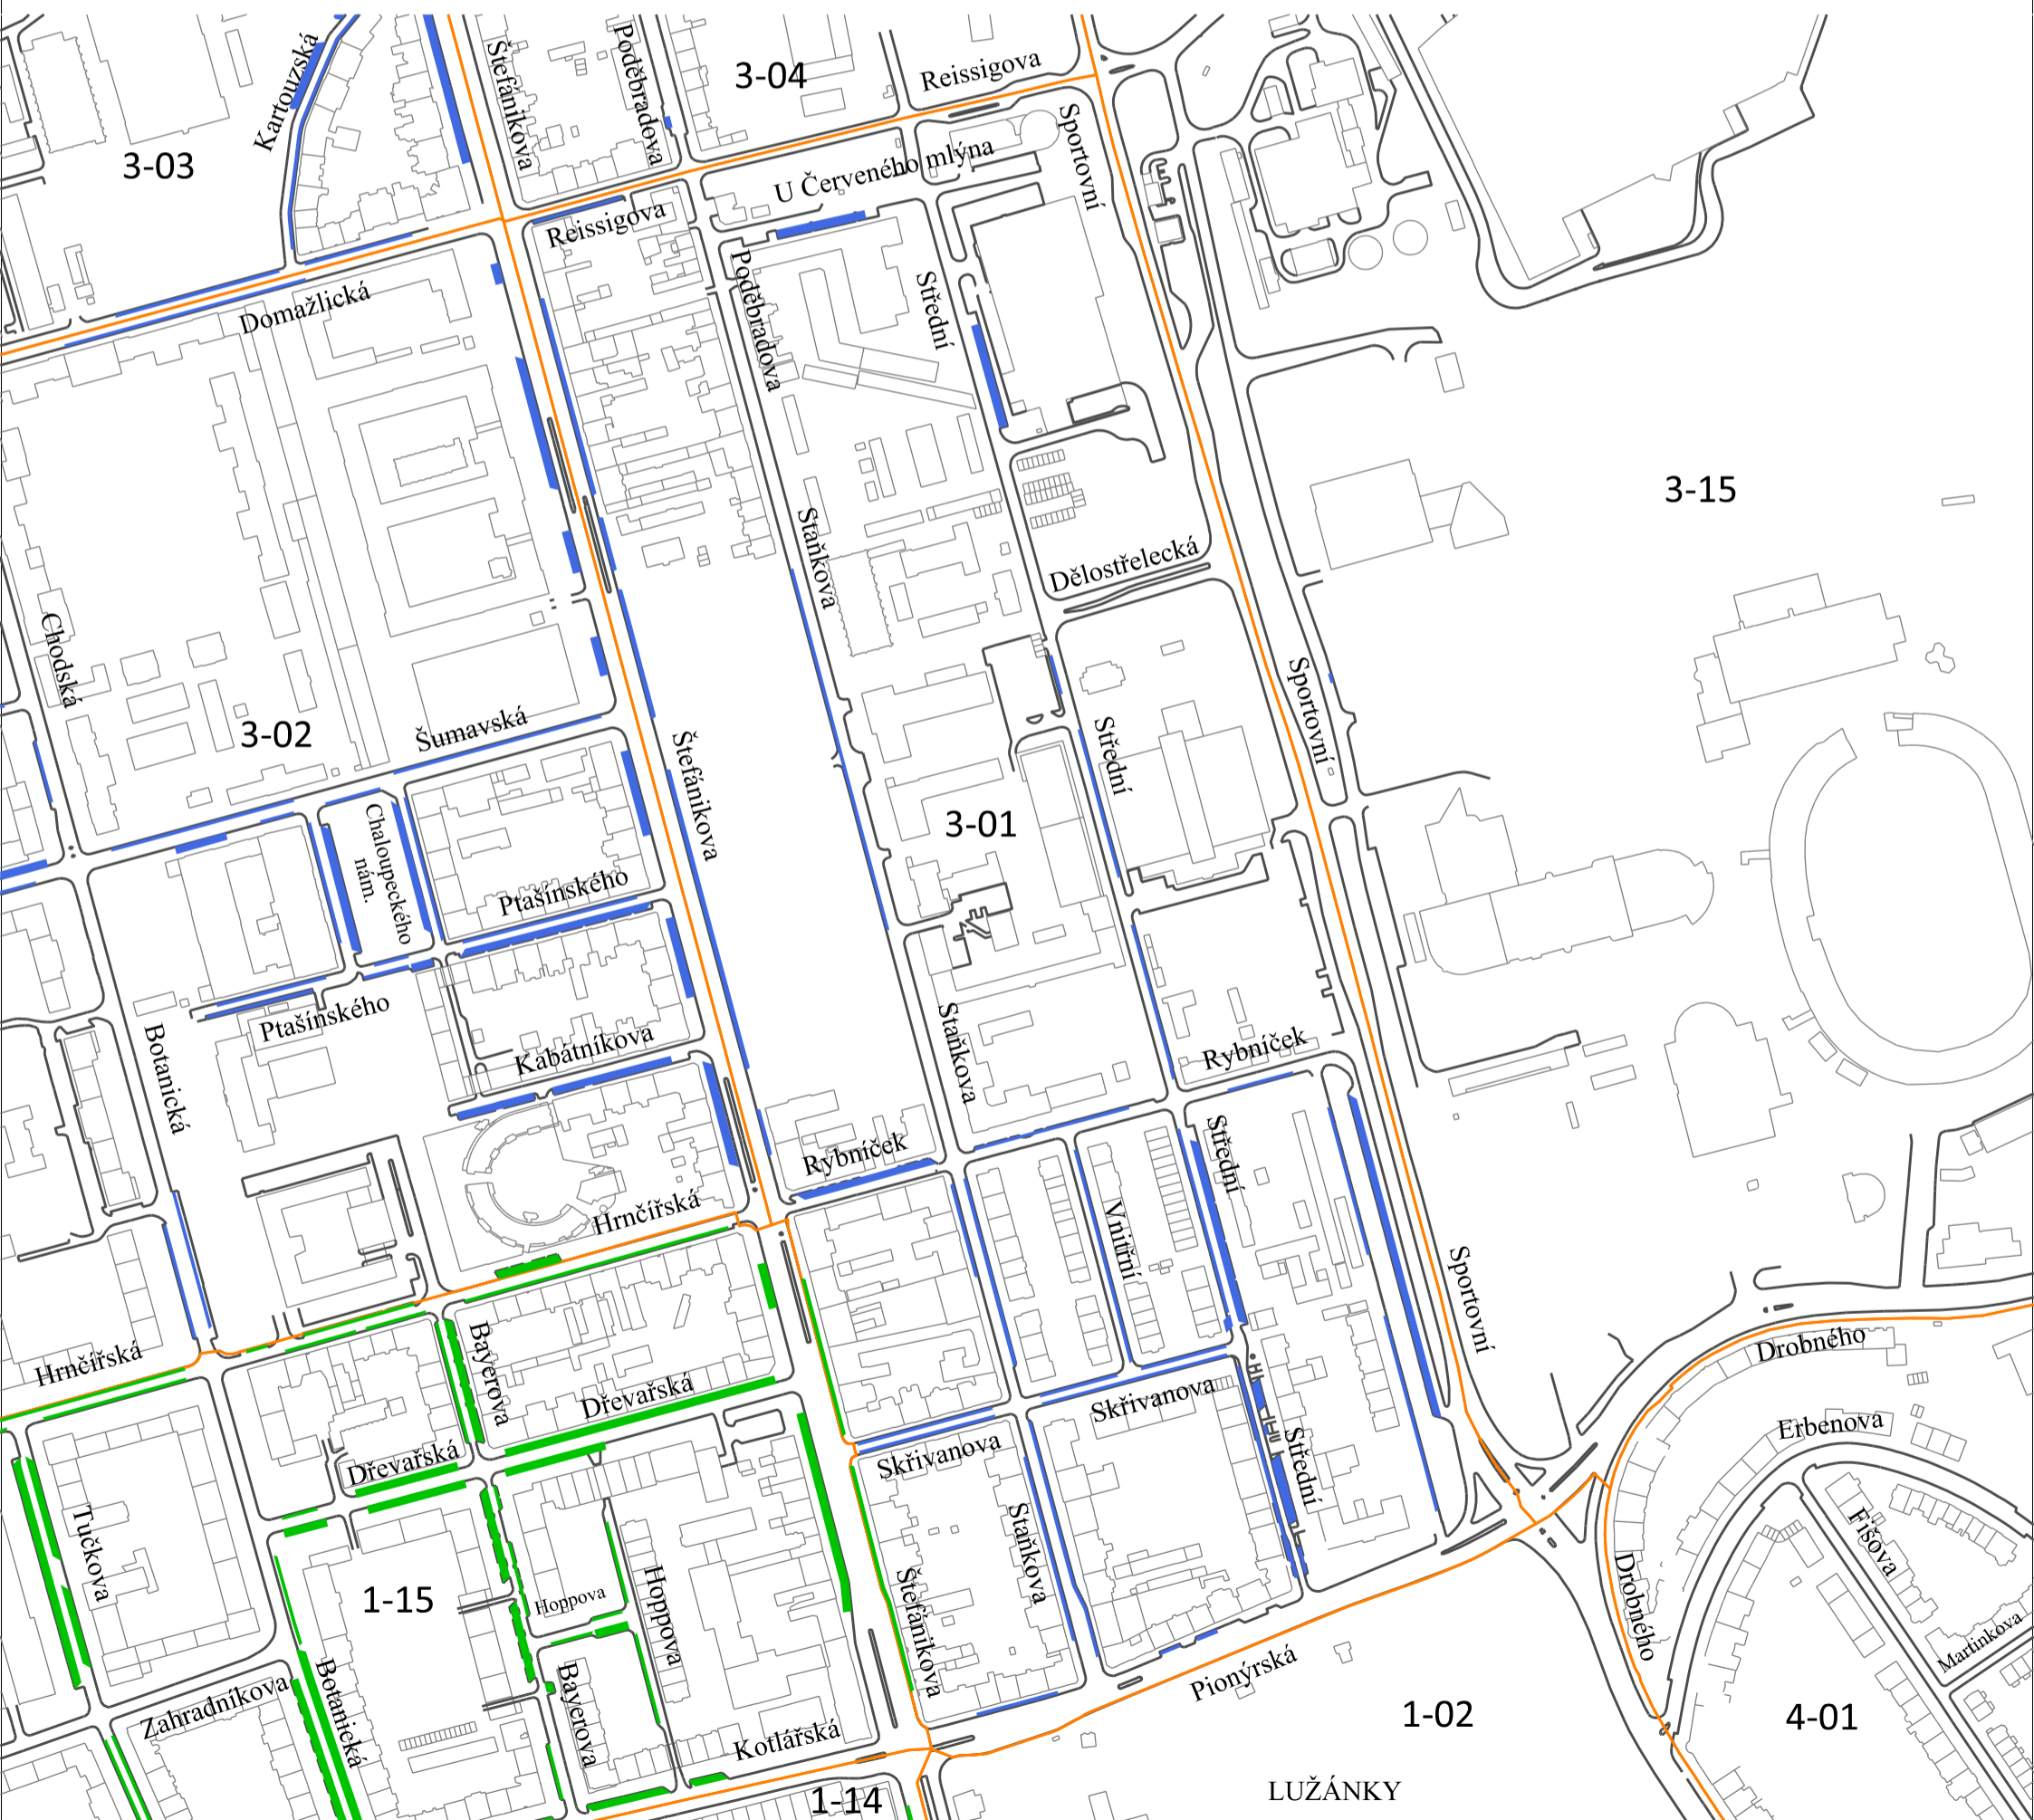 Kartouzská
Štefánikova
Poděbradova
3-04
Reissigova
3-03
U Červeného mlýna
Sportovní
Reissigova
Domažlická
Poděbradova
Střední
3-15
Staňkova
Dělostřelecká
Chodská
3-02
Šumavská
Štefánikova
Sportovní
Střední
3-01
Chaloupeckého
nám.
Ptašínského
Ptašínského
Botanická
Kabátníkova
Staňkova
Rybníček
Rybníček
Střední
Hrnčířská
Vnitřní
Sportovní
Hrnčířská
Bayerova
Dřevařská
Drobného
Skřivanova
Erbenova
Dřevařská
Skřivanova
Střední
Tučkova
Staňkova
Fišova
1-15
Hoppova
Hoppova
Štefánikova
Drobného
Martinkova
Zahradníkova
Botanická
Bayerova
Pionýrská
Kotlářská
1-02
4-01
LUŽÁNKY
1-14